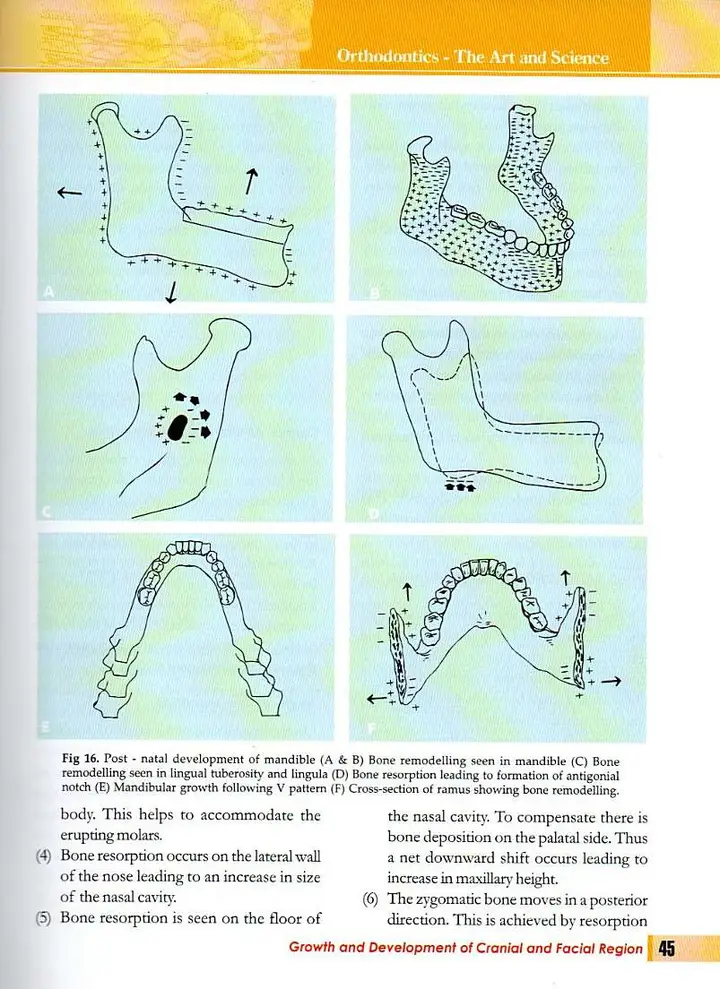 Orthodontics - The Art and Science
A
B
C
D
E
F
Fig 16. Post - natal development of mandible (A & B) Bone remodelling seen in mandible (C) Bone
remodelling seen in lingual tuberosity and lingula (D) Bone resorption leading to formation of antigonial
notch (E) Mandibular growth following V pattern (F) Cross-section of ramus showing bone remodelling.
body. This helps to accommodate the
erupting molars.
(4) Bone resorption occurs on the lateral wall
of the nose leading to an increase in size
of the nasal cavity.
(5) Bone resorption is seen on the floor of
the nasal cavity. To compensate there is
bone deposition on the palatal side. Thus
a net downward shift occurs leading to
increase in maxillary height.
(6) The zygomatic bone moves in a posterior
direction. This is achieved by resorption
Growth and Development of Cranial and Facial Region 45